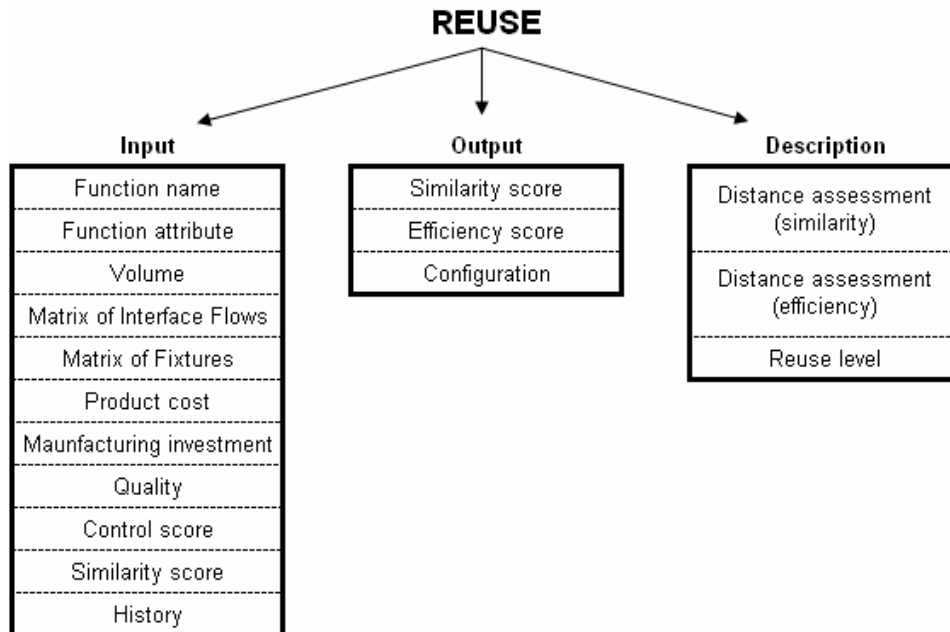 REUSE
Input
Function name
Function attribute
Volume
Matrix of Interface Flows
Matrix of Fixtures
Product cost
Maunfacturing investment
Quality
Control score
Similarity score
History
Output
Similarity score
Efficiency score
Configuration
Description
Distance assessment
(similarity)
Distance assessment
(efficiency)
Reuse level